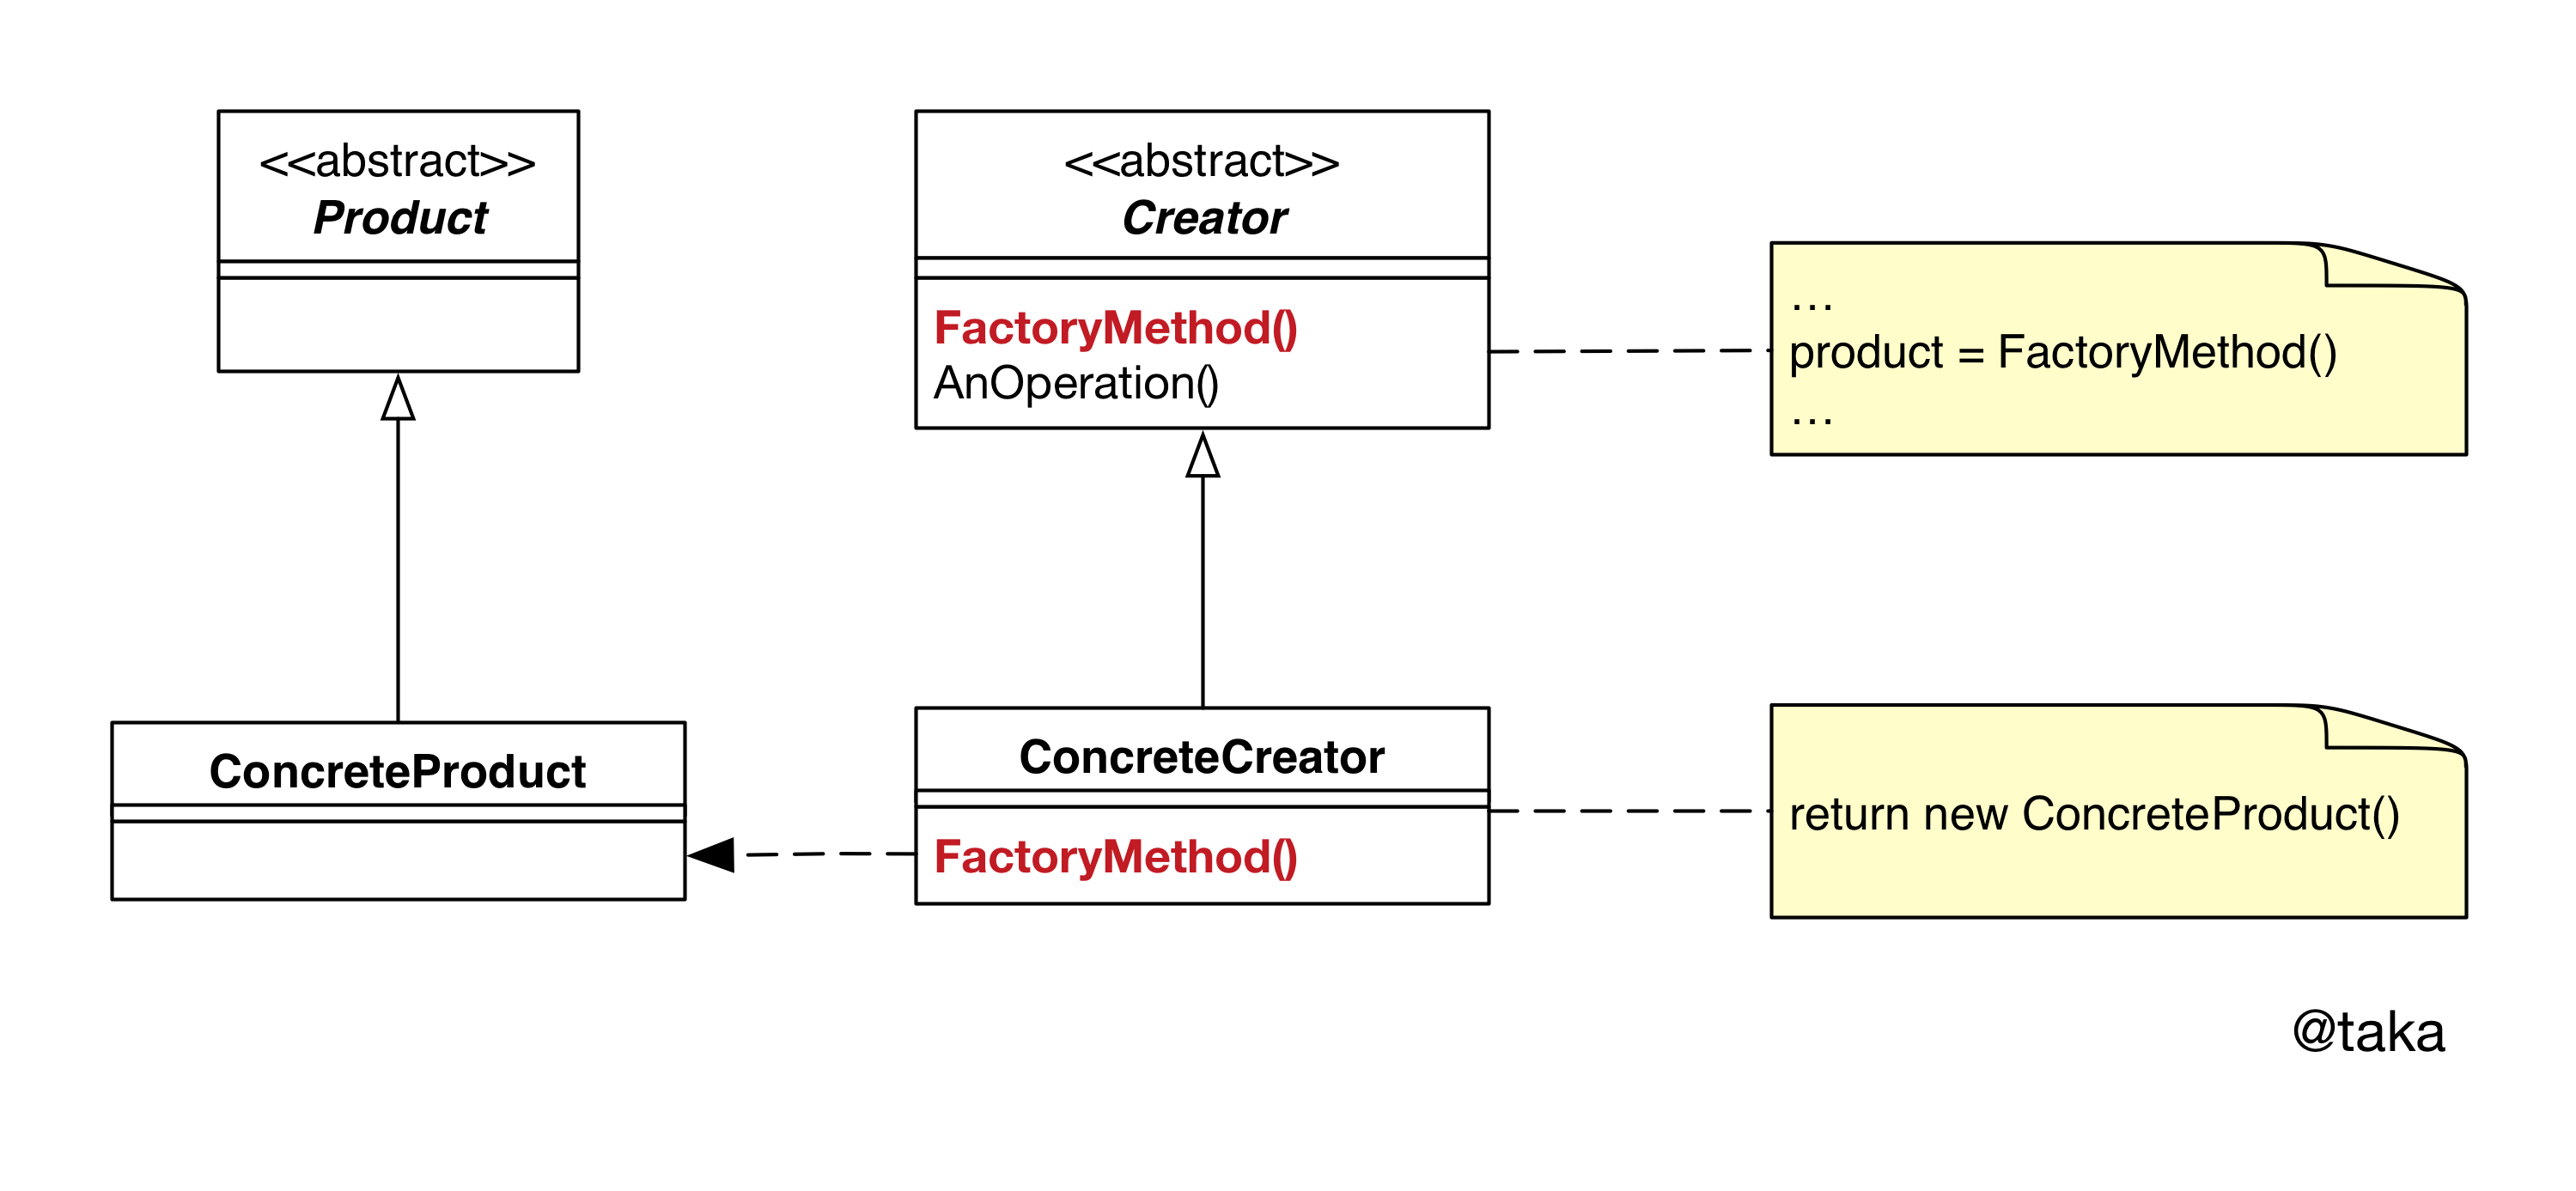 <<abstract>>
Product
<<abstract>>
Creator
FactoryMethod()
AnOperation()
…
product = FactoryMethod()
…
ConcreteProduct
ConcreteCreator
FactoryMethod()
return new ConcreteProduct()
@taka